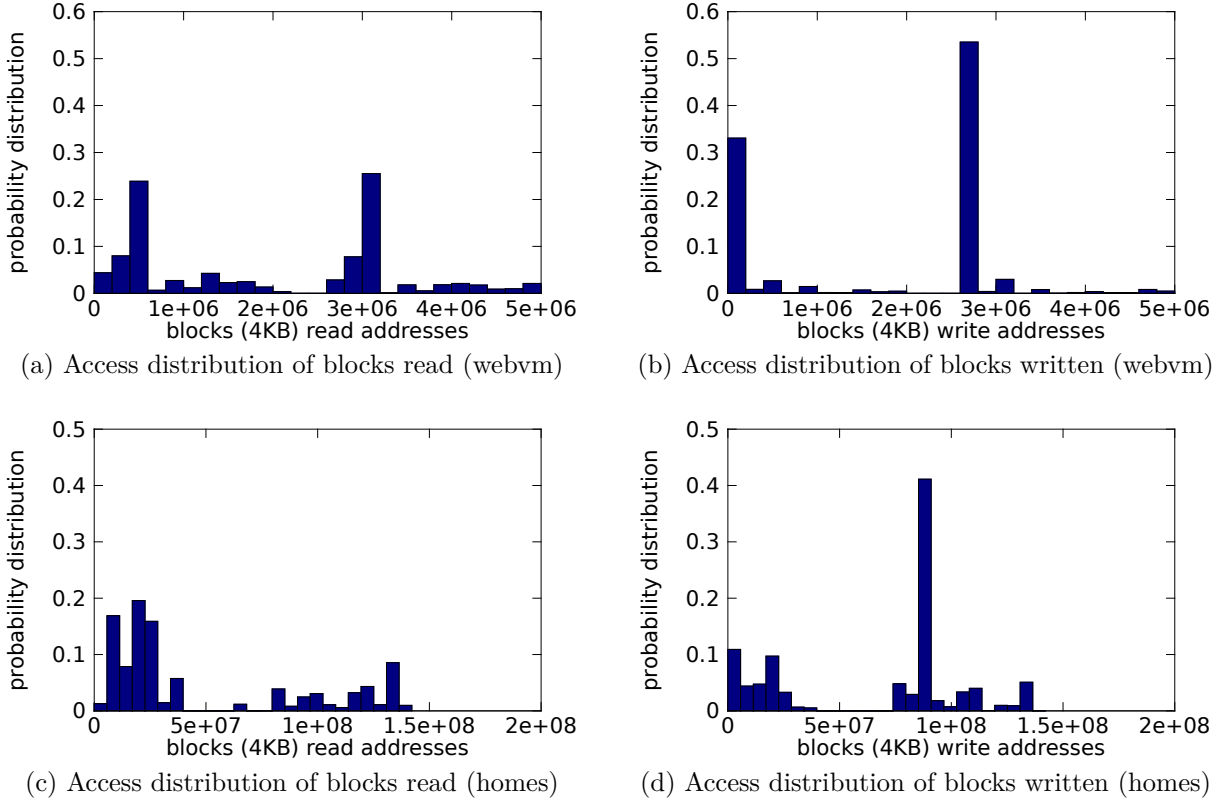 0.6
0.5
0.4
0.3
0.2
0.1
0
probability distribution
0 1e+06 2e+06 3e+06 4e+06 5e+06
blocks (4KB) read addresses
(a) Access distribution of blocks read (webvm)
0.6
0.5
0.4
0.3
0.2
0.1
0
probability distribution
0 1e+06 2e+06 3e+06 4e+06 5e+06
blocks (4KB) write addresses
(b) Access distribution of blocks written (webvm)
0.5
0.4
0.3
0.2
0.1
0
probability distribution
0 5e+07 1e+08 1.5e+08 2e+08
blocks (4KB) read addresses
(c) Access distribution of blocks read (homes)
0.5
0.4
0.3
0.2
0.1
0
probability distribution
0 5e+07 1e+08 1.5e+08 2e+08
blocks (4KB) write addresses
(d) Access distribution of blocks written (homes)